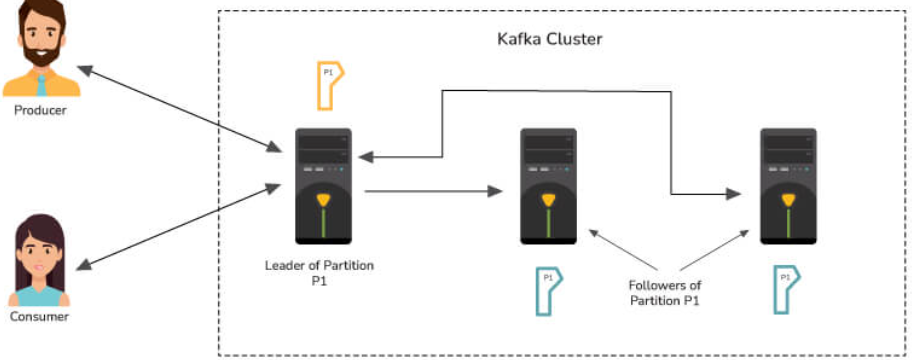 Kafka Cluster
Producer
P1
Leader of Partition
P1
Consumer
P1
Followers of
Partition P1
P1